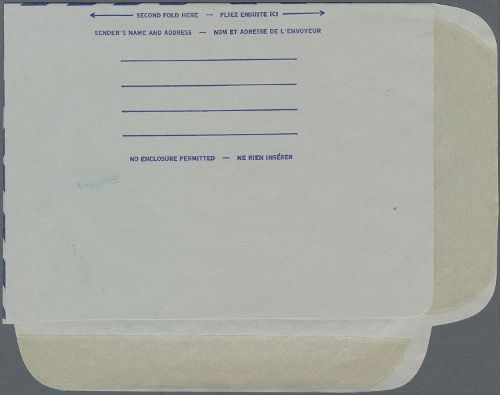 SECOND FOLD HERE — PLIEZ ENSUITE ICI
SENDER'S NAME AND ADDRESS — NOM ET ADRESSE DE L'ENVOYEUR
NO ENCLOSURE PERMITTED — NE RIEN INSÉRER